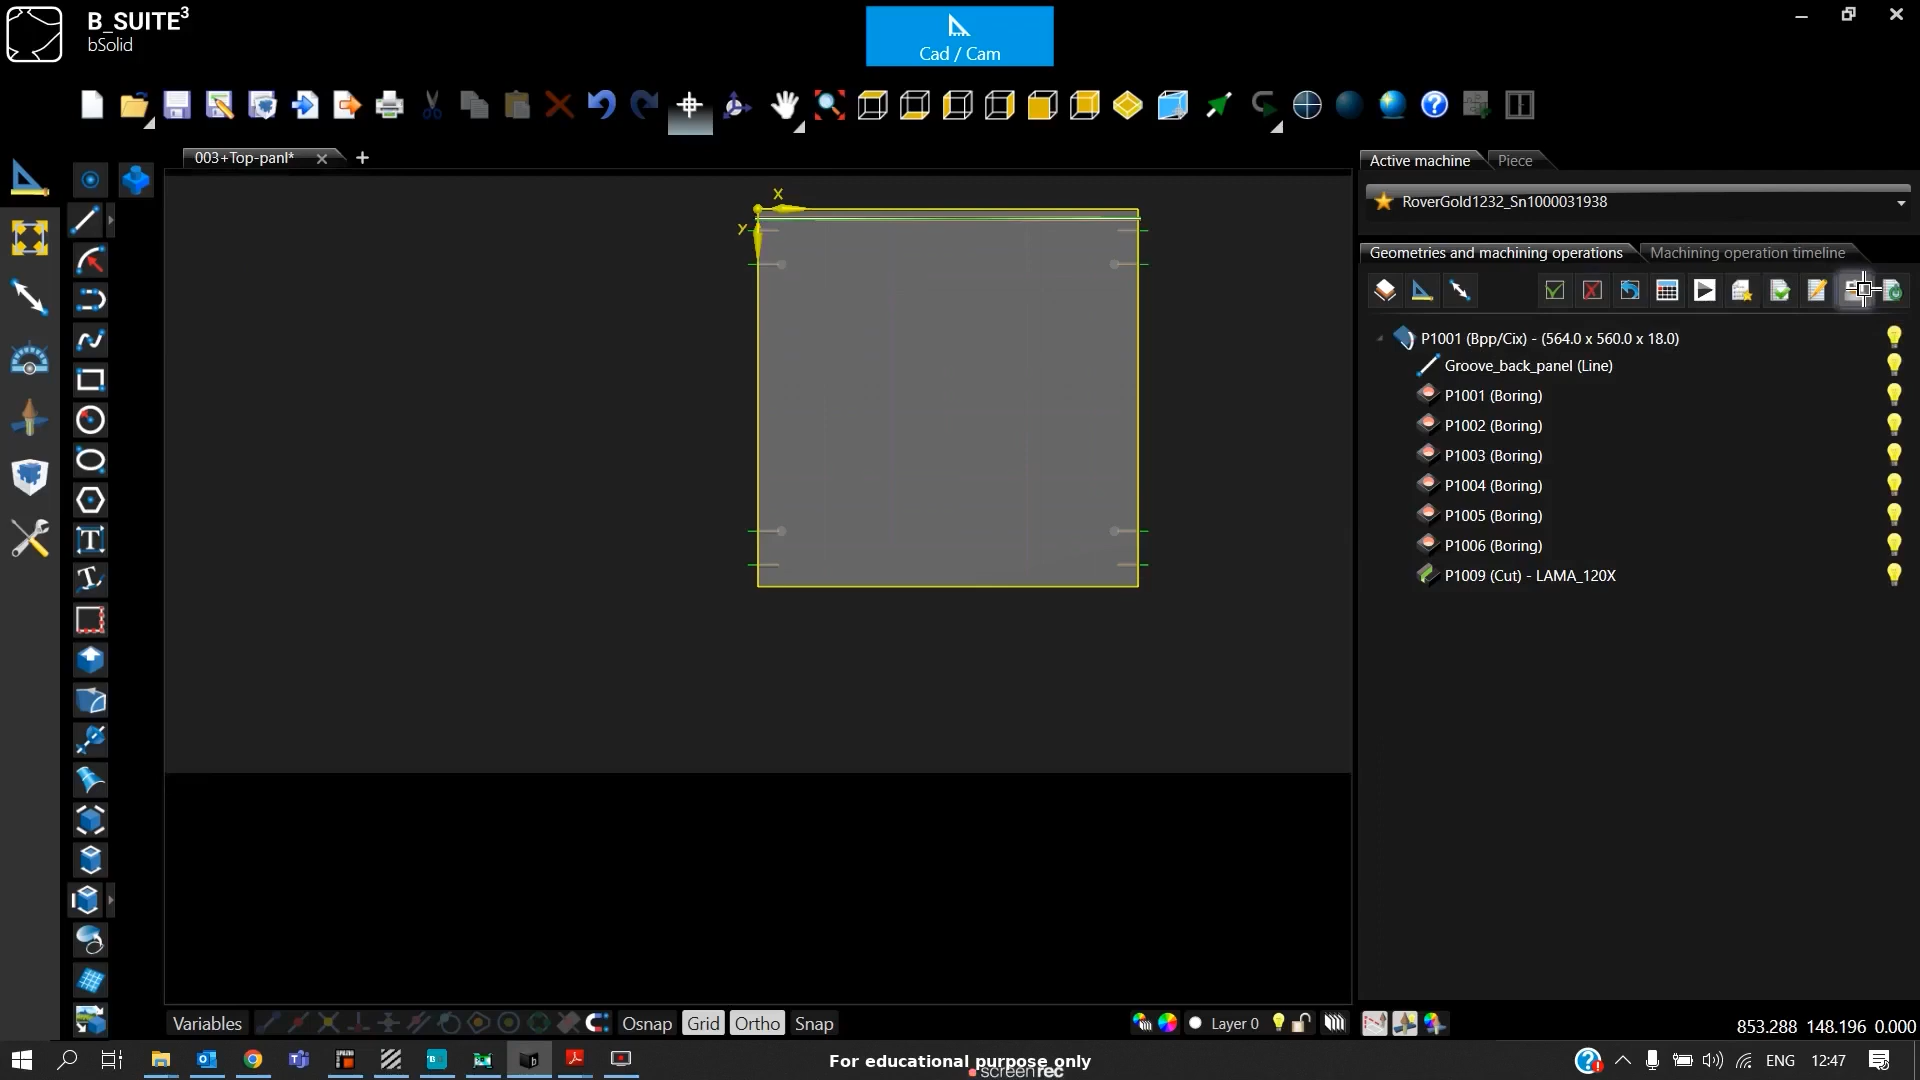 B_SUITE³
bSolid
Cad / Cam
003+Top-panl*
X
Y
Active machine
Piece
RoverGold1232_Sn1000031938
Geometries and machining operations
Machining operation timeline
P1001 (Bpp/Cix) - (564.0 x 560.0 x 18.0)
Groove_back_panel (Line)
P1001 (Boring)
P1002 (Boring)
P1003 (Boring)
P1004 (Boring)
P1005 (Boring)
P1006 (Boring)
P1009 (Cut) - LAMA_120X
Variables
Osnap
Grid
Ortho
Snap
Layer 0
853.288 148.196 0.000
For educational purpose only
screenrec
ENG
12:47